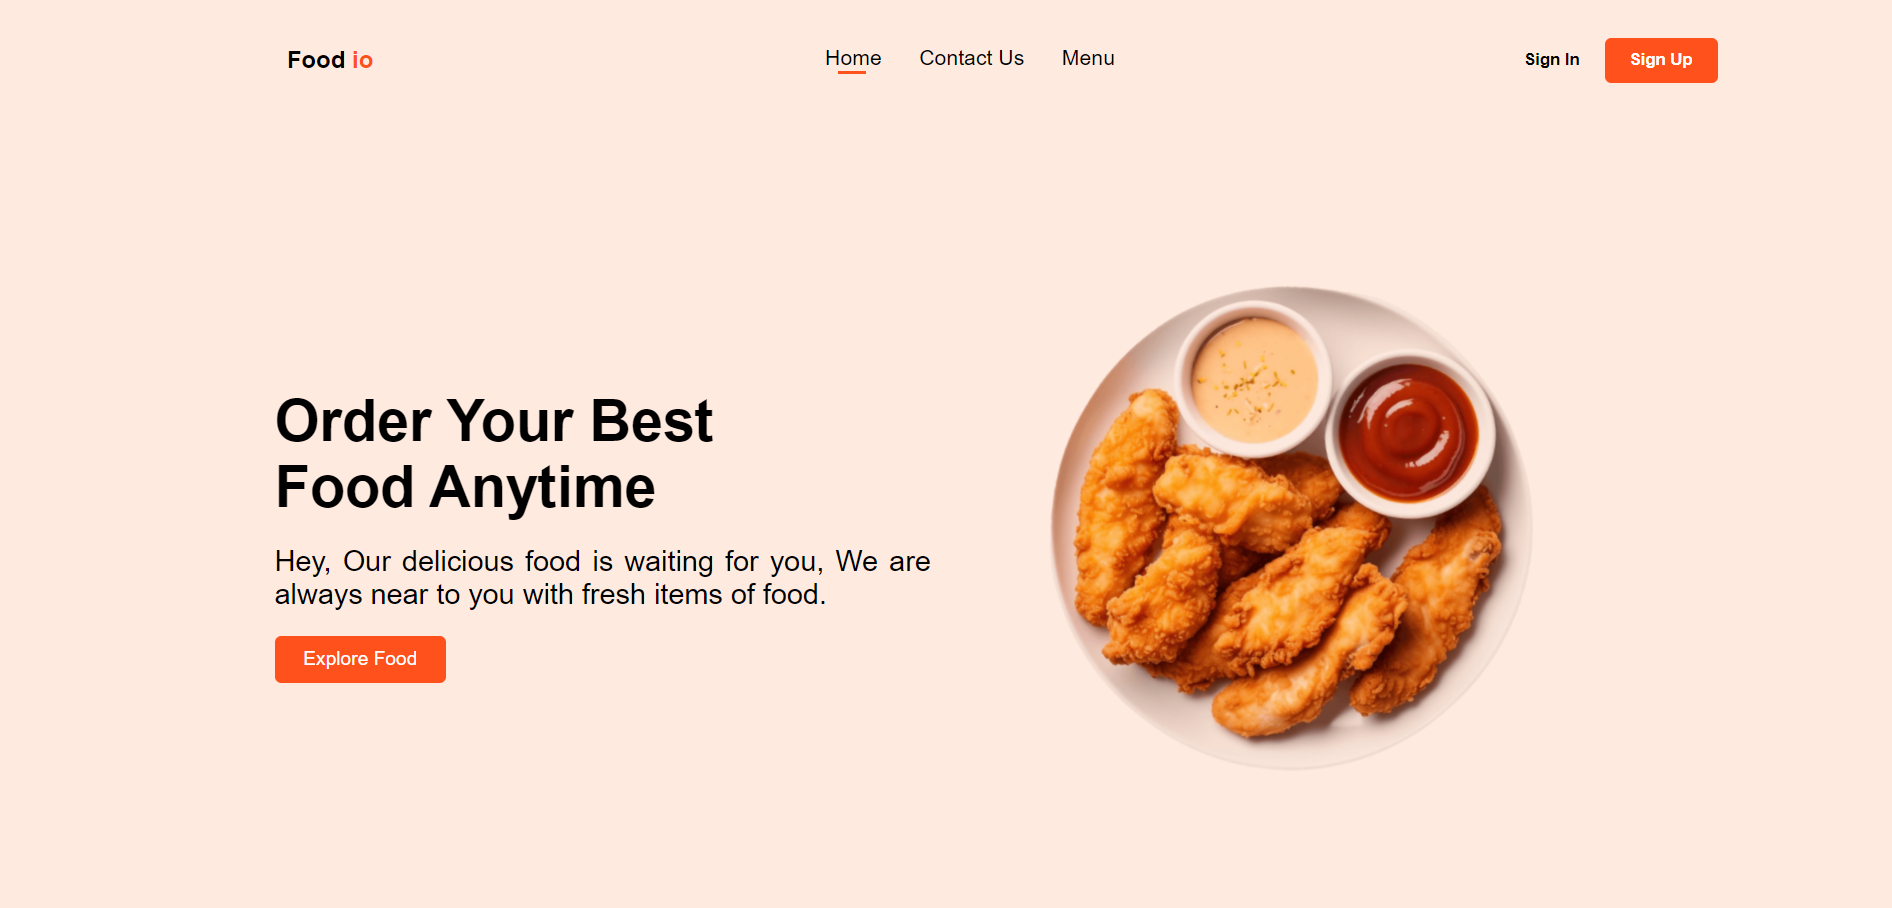 Food io
Home
Contact Us
Menu
Sign In
Sign Up
Order Your Best
Food Anytime
Hey, Our delicious food is waiting for you, We are
always near to you with fresh items of food.
Explore Food